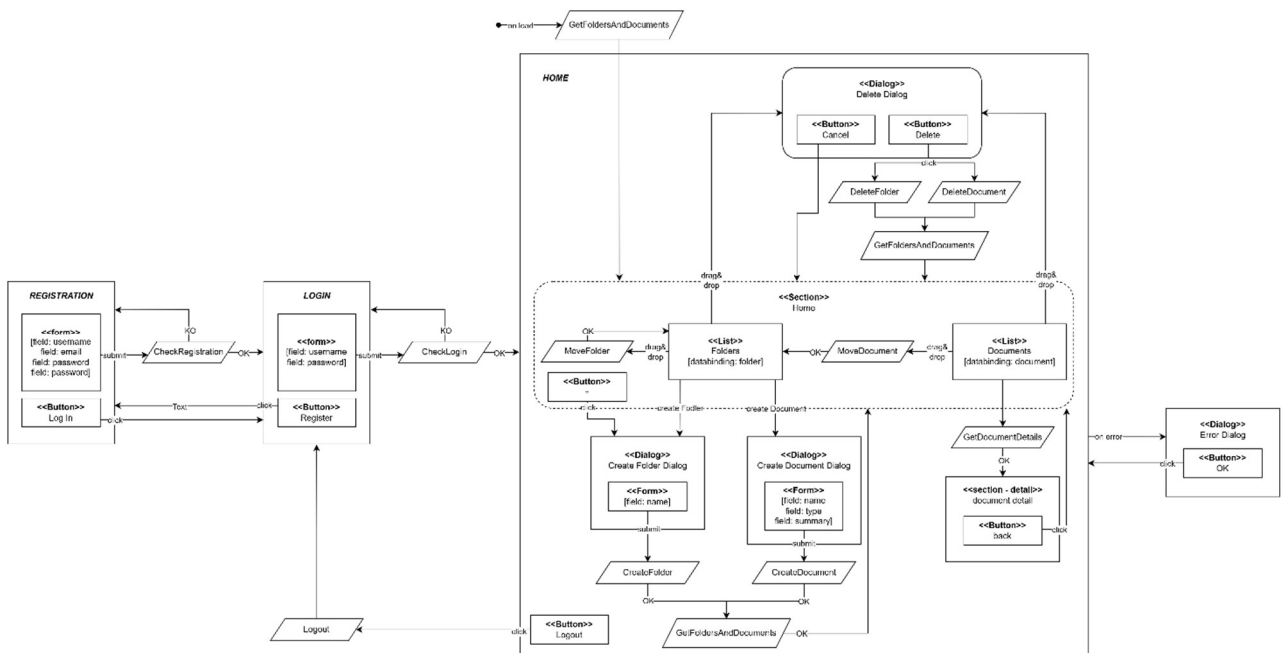 on load
GetFoldersAndDocuments
HOME
<<Dialog>>
Delete Dialog
<<Button>>
Cancel
<<Button>>
Delete
click
DeleteFolder
DeleteDocument
GetFoldersAndDocuments
drag&
drop
drag&
drop
REGISTRATION
<<form>>
[field: username
field: email
field: password
field: password]
submit
KO
CheckRegistration
OK
<<Button>>
Log In
click
Text
LOGIN
<<form>>
[field: username
field: password]
submit
KO
CheckLogin
OK
<<Button>>
Register
click
<<Section>>
Home
OK
MoveFolder
drag&
drop
<<List>>
Folders
[databinding: folder]
OK
MoveDocument
drag&
drop
<<List>>
Documents
[databinding: document]
<<Button>>
click
create Fodler
create Document
<<Dialog>>
Create Folder Dialog
<<Form>>
[field: name]
submit
CreateFolder
OK
<<Dialog>>
Create Document Dialog
<<Form>>
[field: name
field: type
field: summary]
submit
CreateDocument
OK
GetFoldersAndDocuments
OK
GetDocumentDetails
OK
<<section - detail>>
document detail
<<Button>>
back
click
on error
<<Dialog>>
Error Dialog
<<Button>>
OK
click
<<Button>>
Logout
click
Logout